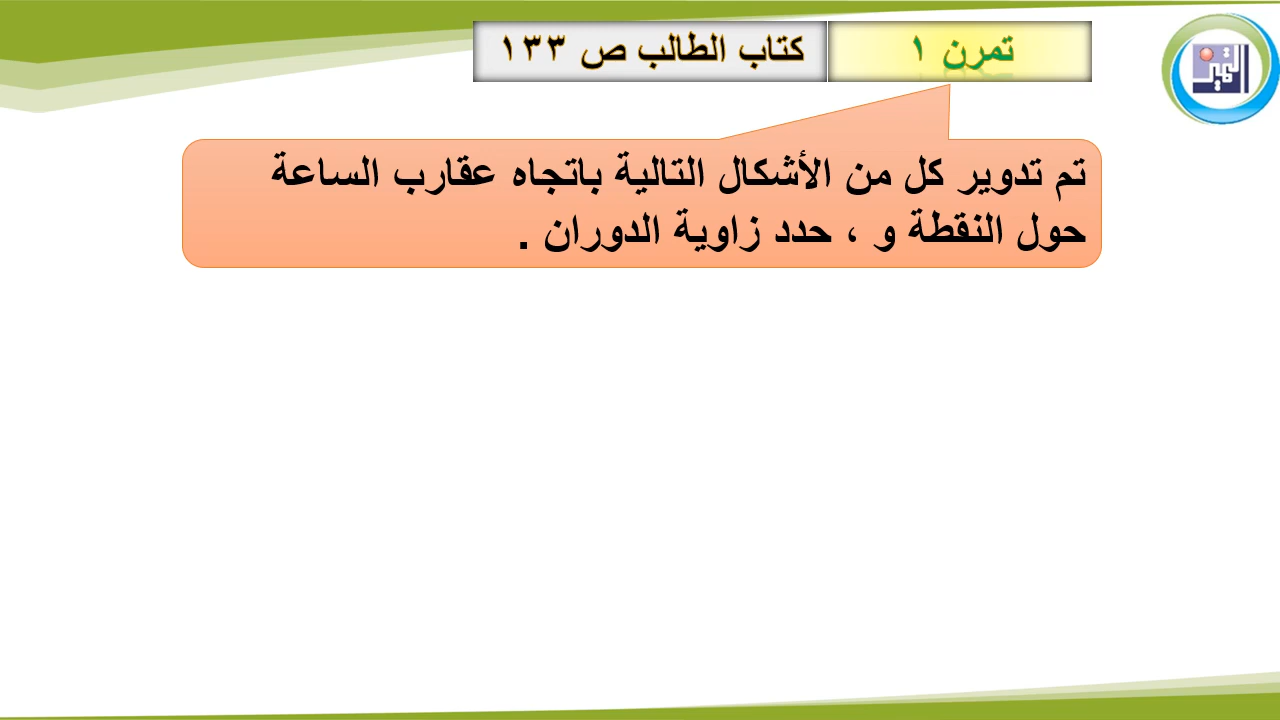 تمرن ١
كتاب الطالب ص ١٣٣
التميز
تم تدوير كل من الأشكال التالية باتجاه عقارب الساعة
حول النقطة و ، حدد زاوية الدوران .